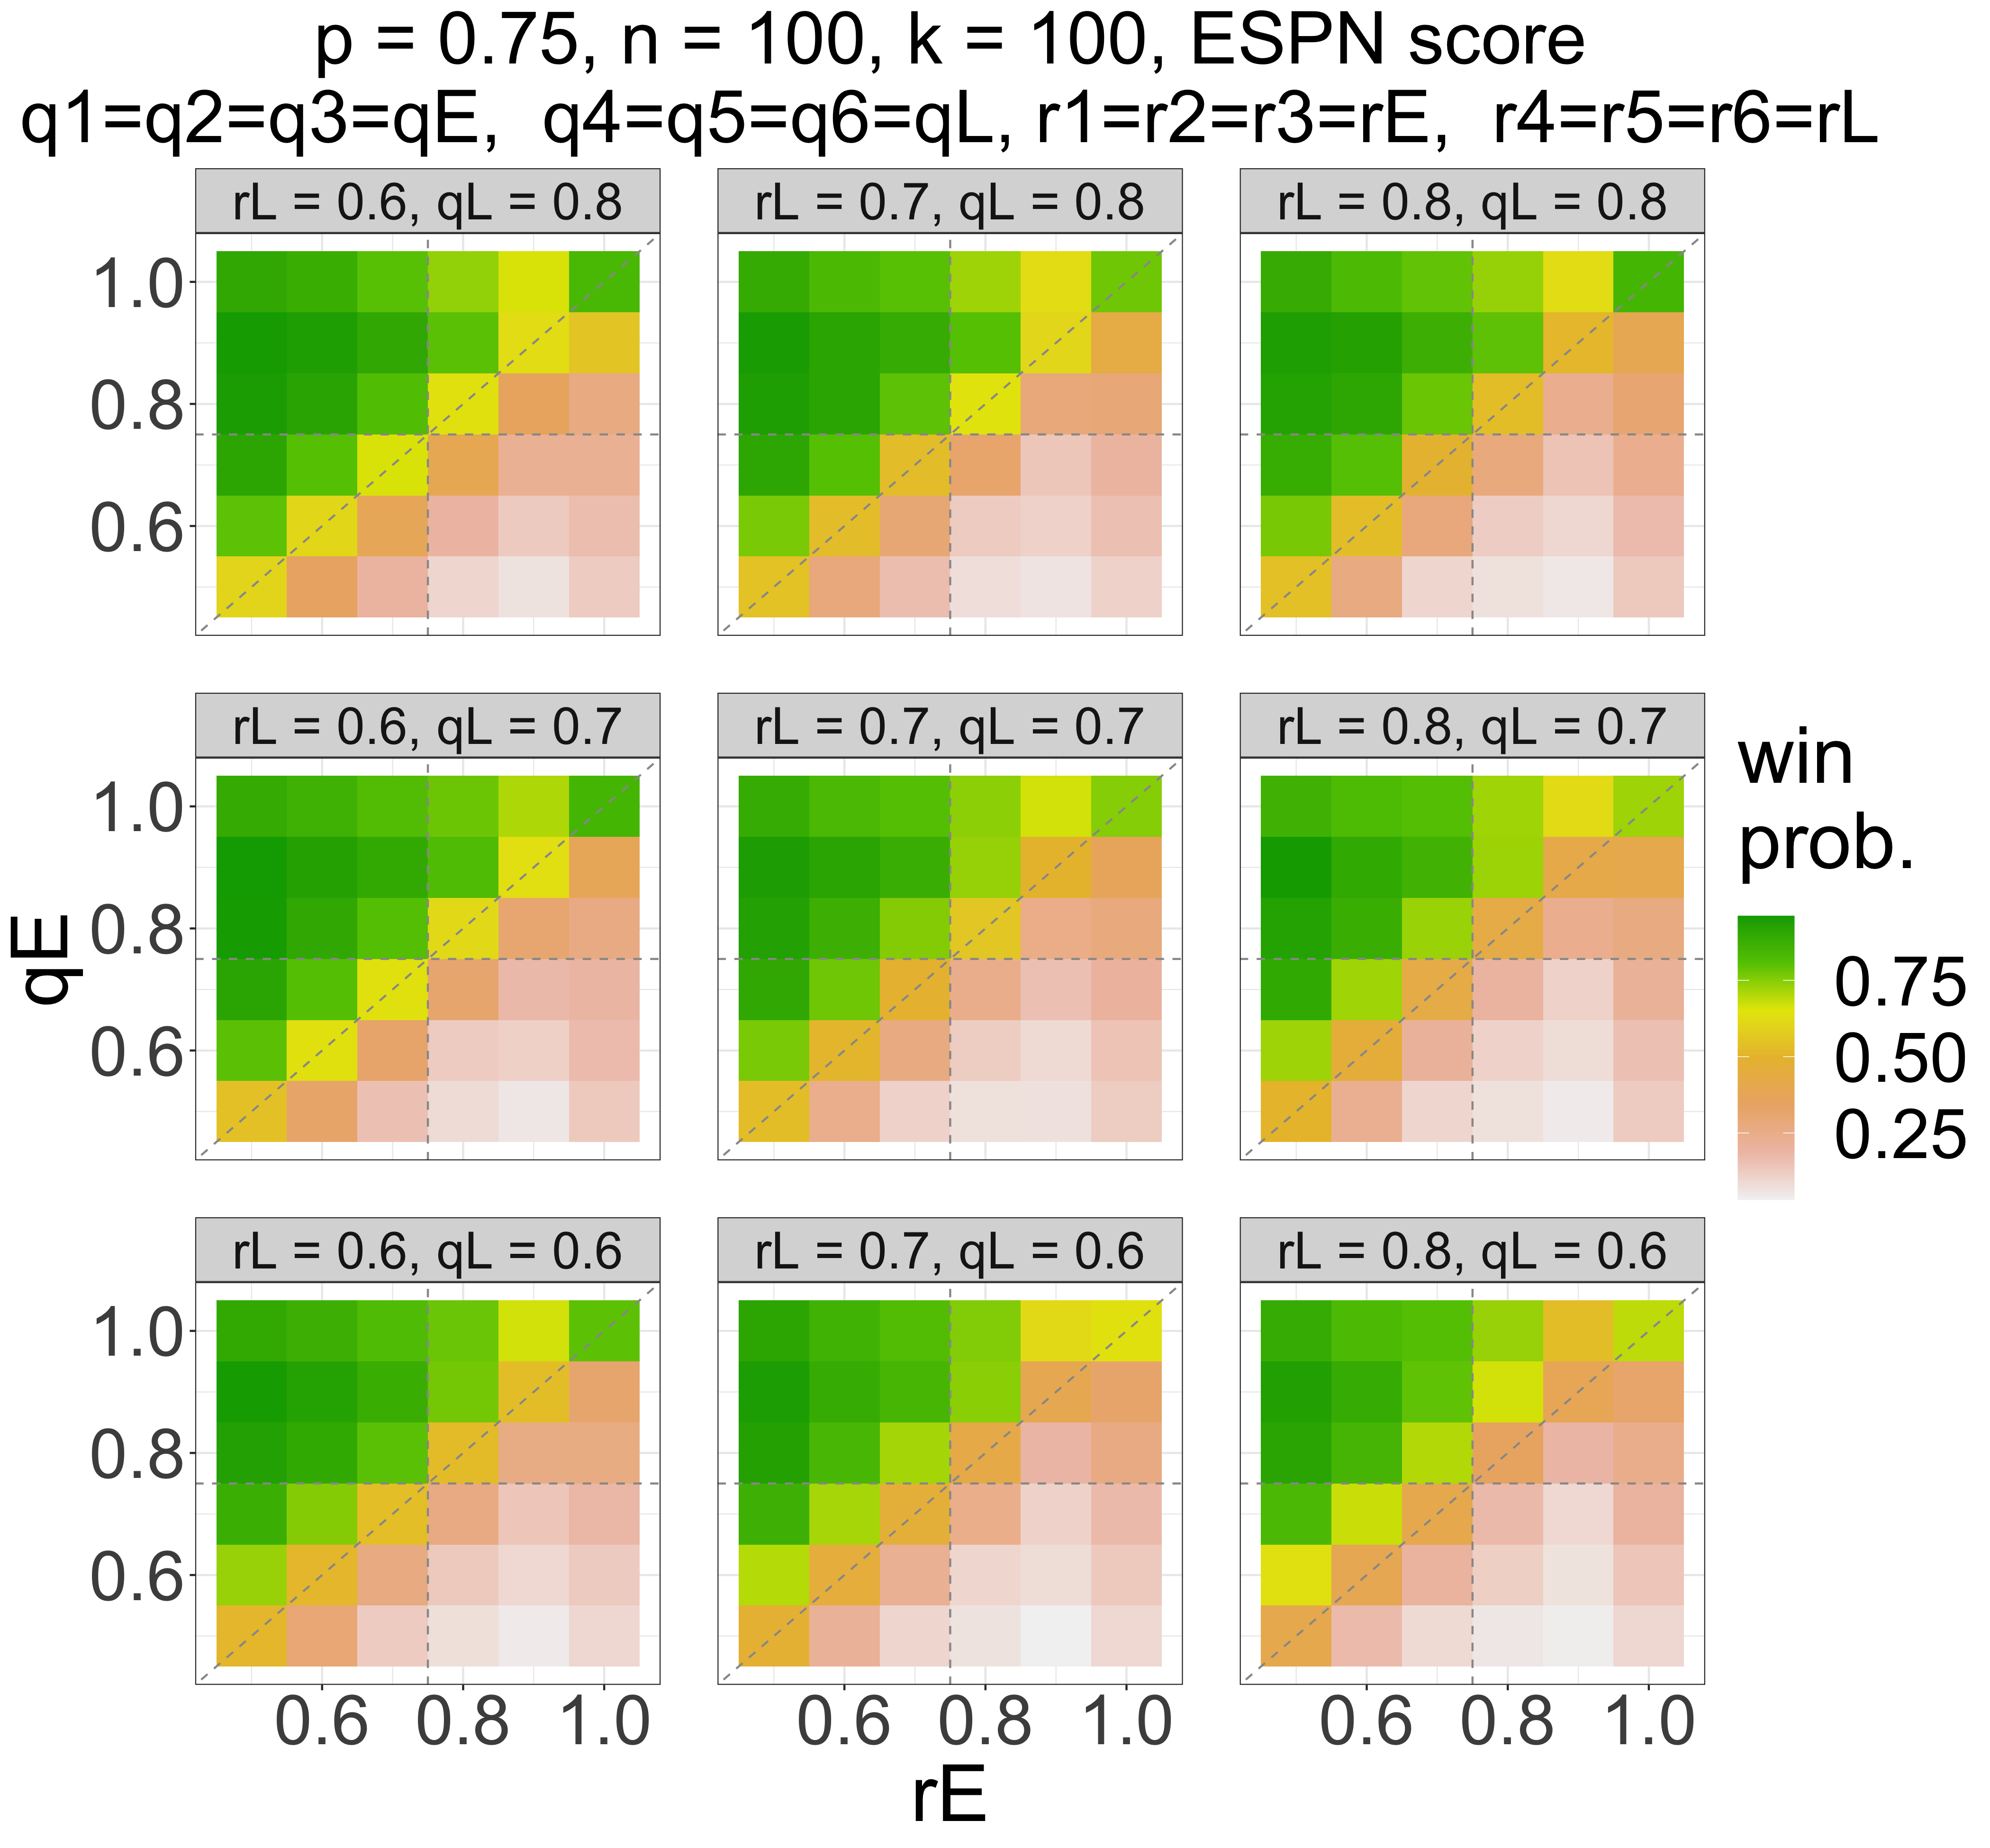 p = 0.75, n = 100, k = 100, ESPN score
q1=q2=q3=qE, q4=q5=q6=qL, r1=r2=r3=rE, r4=r5=r6=rL
rL = 0.6, qL = 0.8
rL = 0.7, qL = 0.8
rL = 0.8, qL = 0.8
1.0
0.8
0.6
rL = 0.6, qL = 0.7
rL = 0.7, qL = 0.7
rL = 0.8, qL = 0.7
1.0
0.8
0.6
qE
win
prob.
0.75
0.50
0.25
rL = 0.6, qL = 0.6
rL = 0.7, qL = 0.6
rL = 0.8, qL = 0.6
1.0
0.8
0.6
0.6 0.8 1.0
0.6 0.8 1.0
0.6 0.8 1.0
rE